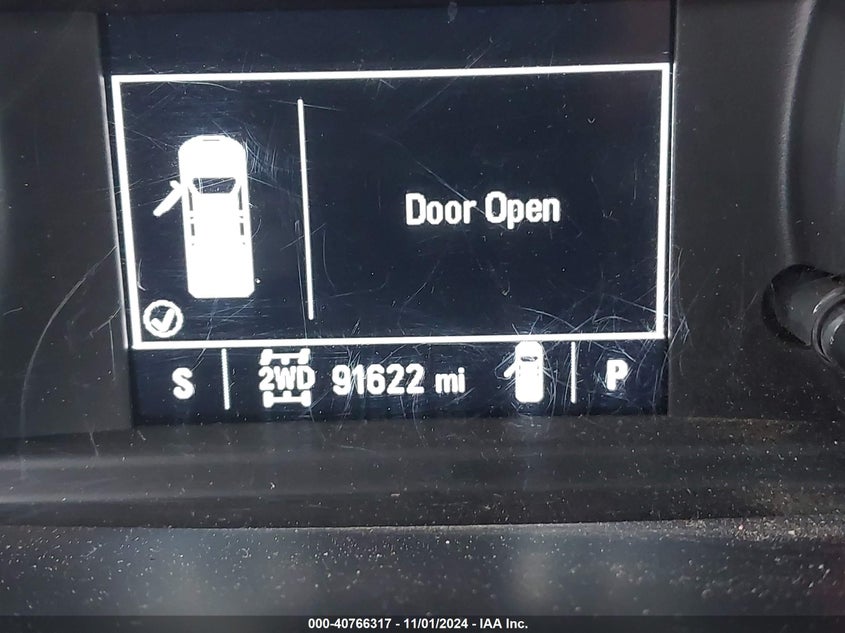 Door Open
S 2WD 91622 mi P
000-40766317 - 11/01/2024 - IAA Inc.